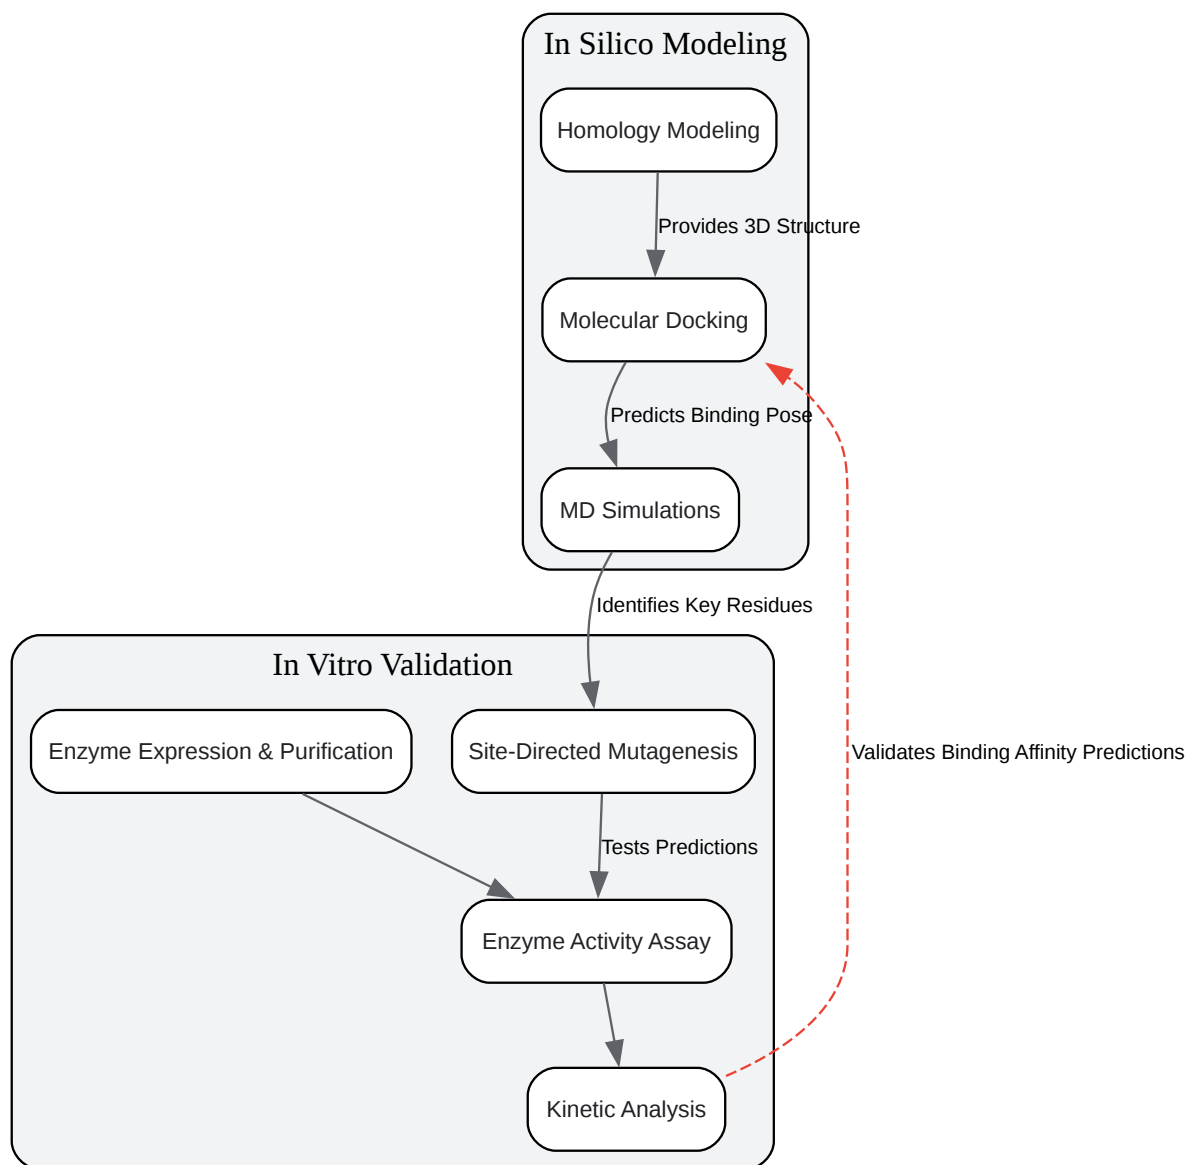 In Silico Modeling
Homology Modeling
Provides 3D Structure
Molecular Docking
Predicts Binding Pose
MD Simulations
Identifies Key Residues
In Vitro Validation
Enzyme Expression & Purification
Site-Directed Mutagenesis
Validates Binding Affinity Predictions
Tests Predictions
Enzyme Activity Assay
Kinetic Analysis